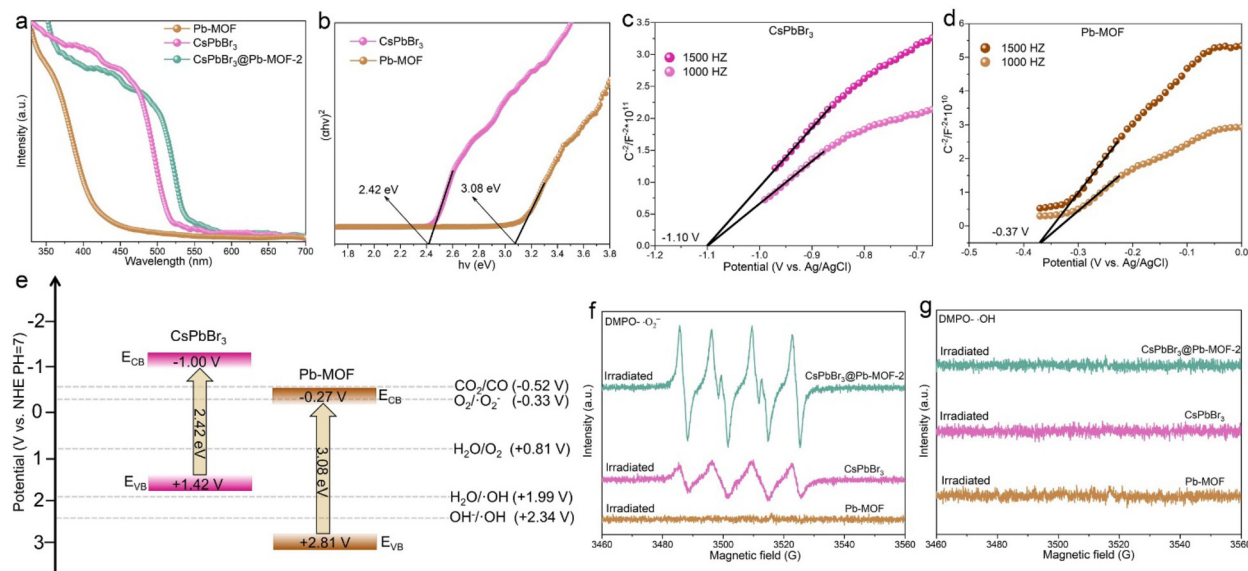 a
Pb-MOF
CsPbBr₃
CsPbBr₃@Pb-MOF-2
Intensity (a.u.)
400 450 500 550 600 650 700
Wavelength (nm)
b
CsPbBr₃
Pb-MOF
(αhν)²
2.42 eV
3.08 eV
1.8 2.0 2.2 2.4 2.6 2.8 3.0 3.2 3.4 3.6 3.8
hν (eV)
c
CsPbBr₃
1500 HZ
1000 HZ
C⁻²/F⁻²*10¹¹
3.5
3.0
2.5
2.0
1.5
1.0
0.5
0.0
-1.10 V
-1.2 -1.1 -1.0 -0.9 -0.8 -0.7
Potential (V vs. Ag/AgCl)
d
Pb-MOF
1500 HZ
1000 HZ
C⁻²/F⁻²*10¹⁰
6
5
4
3
2
1
0
-0.37 V
-0.5 -0.4 -0.3 -0.2 -0.1 0.0
Potential (V vs. Ag/AgCl)
e
Potential (V vs. NHE PH=7)
-2
-1
0
1
2
3
CsPbBr₃
E_CB
-1.00 V
2.42 eV
E_VB
+1.42 V
Pb-MOF
-0.27 V
E_CB
3.08 eV
+2.81 V
E_VB
CO₂/CO (-0.52 V)
O₂/·O₂⁻ (-0.33 V)
H₂O/O₂ (+0.81 V)
H₂O/·OH (+1.99 V)
OH⁻/·OH (+2.34 V)
f
DMPO- ·O₂⁻
Intensity (a.u.)
Irradiated
CsPbBr₃@Pb-MOF-2
Irradiated
CsPbBr₃
Irradiated
Pb-MOF
3460 3480 3500 3520 3540 3560
Magnetic field (G)
g
DMPO- ·OH
Intensity (a.u.)
Irradiated
CsPbBr₃@Pb-MOF-2
Irradiated
CsPbBr₃
Irradiated
Pb-MOF
3460 3480 3500 3520 3540 3560
Magnetic field (G)